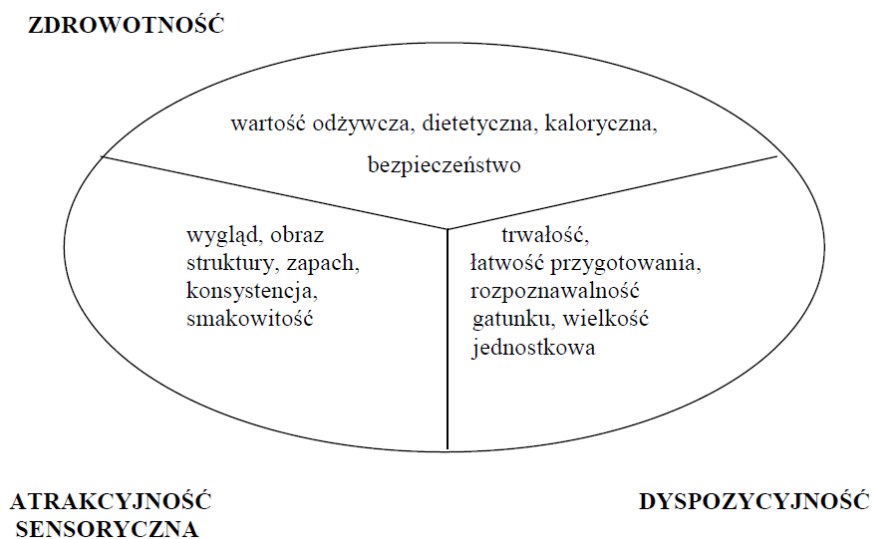 ZDROWOTNOŚĆ
wartość odżywcza, dietetyczna, kaloryczna,
bezpieczeństwo
wygląd, obraz
struktury, zapach,
konsystencja,
smakowitość
trwałość,
łatwość przygotowania,
rozpoznawalność
gatunku, wielkość
jednostkowa
ATRAKCYJNOŚĆ
SENSORYCZNA
DYSPOZYCYJNOŚĆ